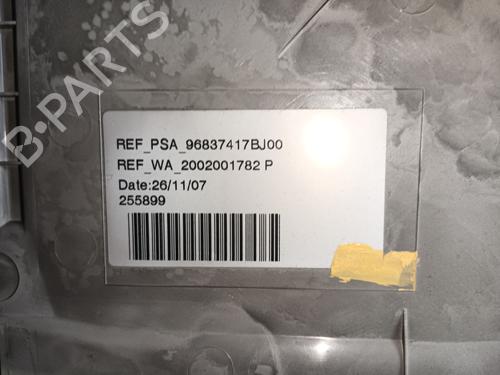 B-PARTS
REF_PSA_96837417BJ00
REF_WA_2002001782 P
Date:26/11/07
255899